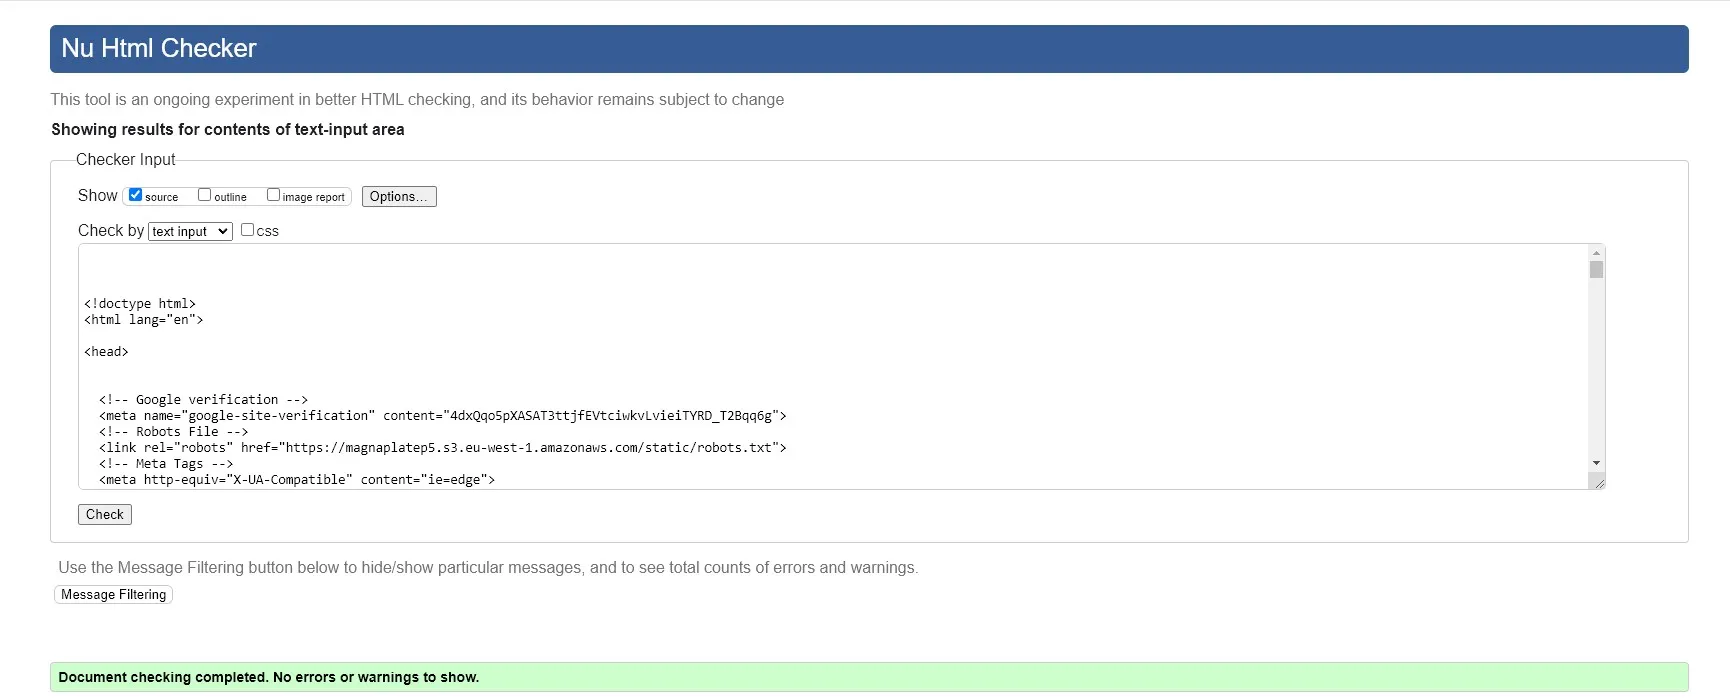 Nu Html Checker
This tool is an ongoing experiment in better HTML checking, and its behavior remains subject to change
Showing results for contents of text-input area
Checker Input
Show source outline image report Options...
Check by text input css
<!doctype html>
<html lang="en">
<head>
<!-- Google verification -->
<meta name="google-site-verification" content="4dxQqo5pXASAT3ttjfEVtciwkvLvieiTYRD_T2Bqq6g">
<!-- Robots File -->
<link rel="robots" href="https://magnaplatep5.s3.eu-west-1.amazonaws.com/static/robots.txt">
<!-- Meta Tags -->
<meta http-equiv="X-UA-Compatible" content="ie=edge">
Check
Use the Message Filtering button below to hide/show particular messages, and to see total counts of errors and warnings.
Message Filtering
Document checking completed. No errors or warnings to show.